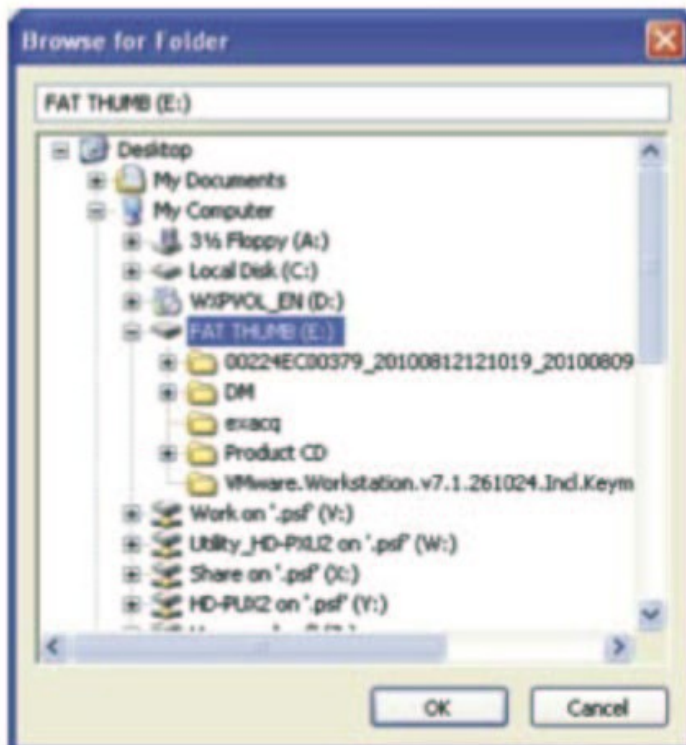 Browse for Folder
FAT THUMB (E:)
Desktop
My Documents
My Computer
3½ Floppy (A:)
Local Disk (C:)
WXPVOL_EN (D:)
FAT THUMB (E:)
00224EC00379_20100812121019_20100809
DM
exacq
Product CD
VMware.Workstation.v7.1.261024.Incl.Keym
Work on '.psf' (V:)
Utility_HD-PXU2 on '.psf' (W:)
Share on '.psf' (X:)
HD-PUX2 on '.psf' (Y:)
OK
Cancel